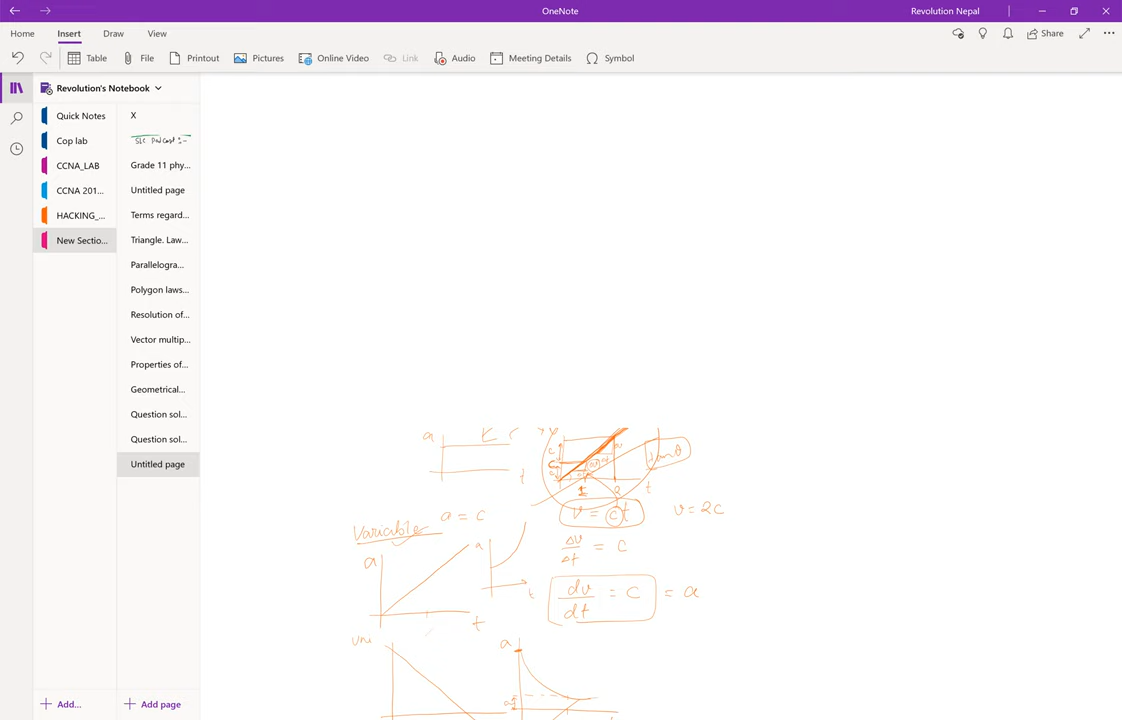 OneNote
Revolution Nepal
Home Insert Draw View
Share
Table File Printout Pictures Online Video Link Audio Meeting Details Symbol
Revolution's Notebook
Quick Notes
Cop lab
CCNA_LAB
CCNA 201...
HACKING_...
New Sectio...
X
Grade 11 phy...
Untitled page
Terms regard...
Triangle. Law...
Parallelogra...
Polygon laws...
Resolution of...
Vector multip...
Properties of...
Geometrical...
Question sol...
Question sol...
Untitled page
a
t
tanθ
t
a = c
v = ct
v = 2c
Variable
a
a
t
t
Δv/Δt = c
dv/dt = c = a
a
Add...
Add page